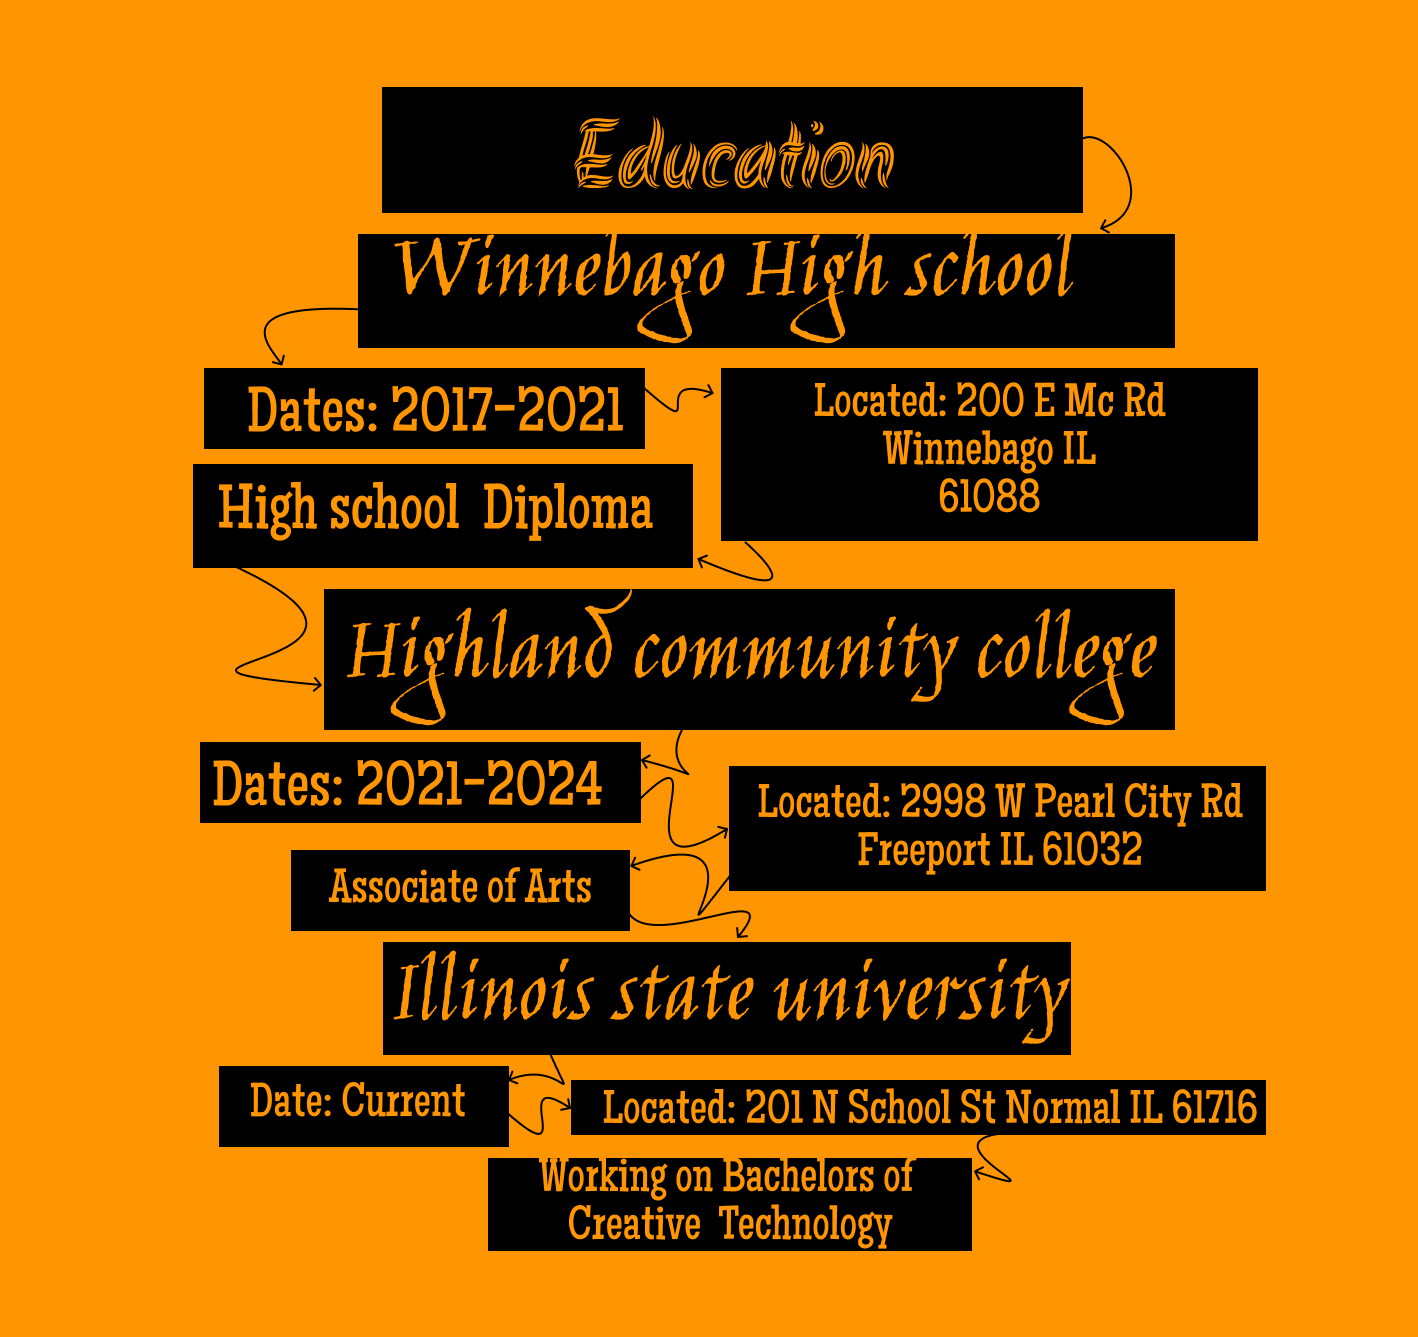 Education
Winnebago High school
Dates: 2017-2021
Located: 200 E Mc Rd
Winnebago IL
61088
High school Diploma
Highland community college
Dates: 2021-2024
Located: 2998 W Pearl City Rd
Freeport IL 61032
Associate of Arts
Illinois state university
Date: Current
Located: 201 N School St Normal IL 61716
Working on Bachelors of
Creative Technology